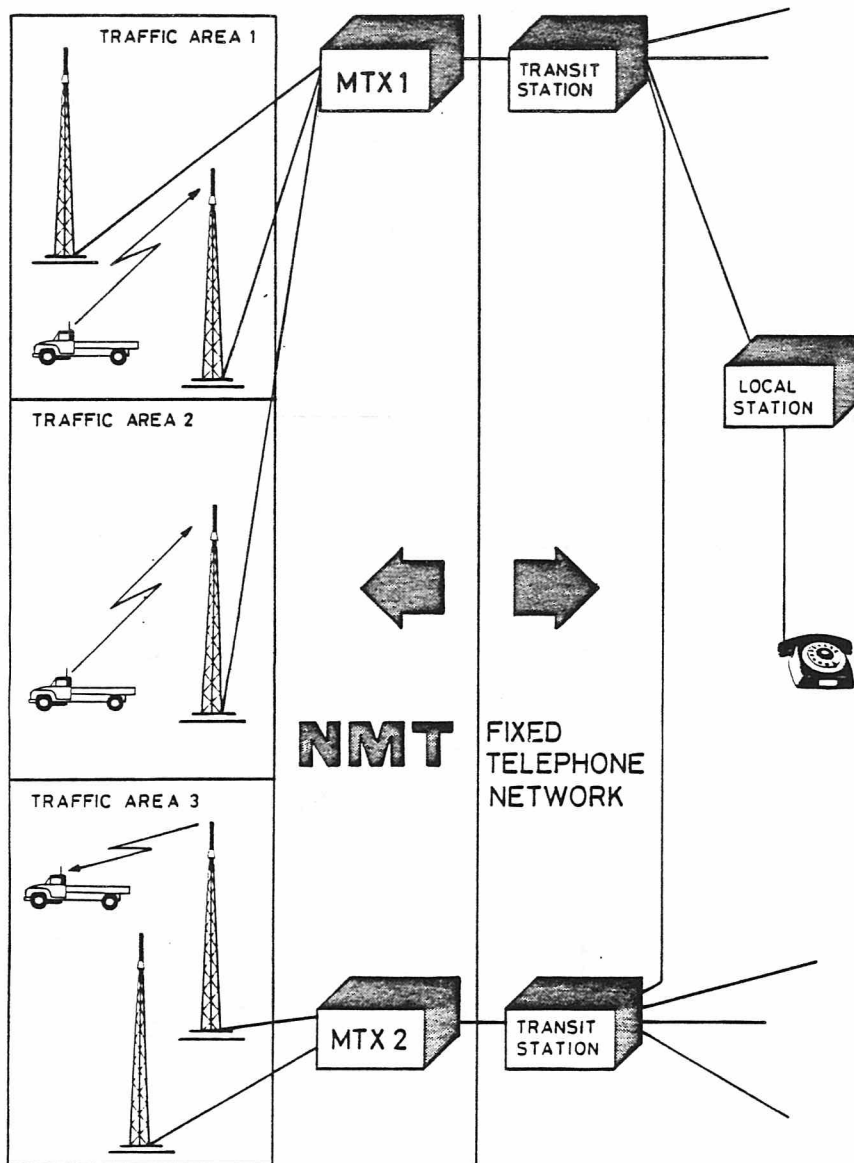 TRAFFIC AREA 1
MTX 1
TRANSIT
STATION
LOCAL
STATION
TRAFFIC AREA 2
NMT
FIXED
TELEPHONE
NETWORK
TRAFFIC AREA 3
MTX 2
TRANSIT
STATION